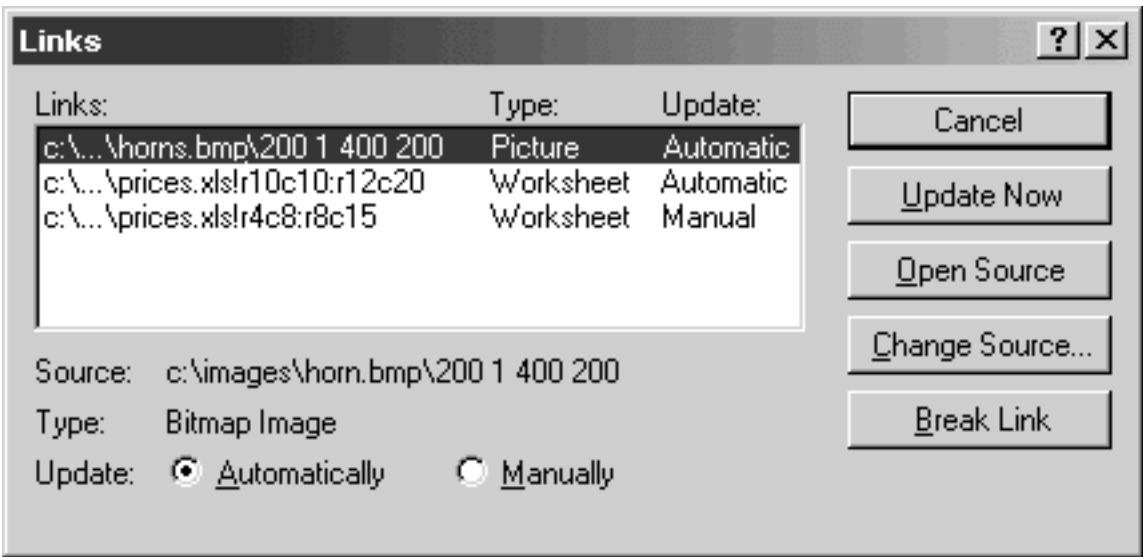 Links
Links: Type: Update:
c:\...\horns.bmp\200 1 400 200 Picture Automatic
c:\...\prices.xls!r10c10:r12c20 Worksheet Automatic
c:\...\prices.xls!r4c8:r8c15 Worksheet Manual
Source: c:\images\horn.bmp\200 1 400 200
Type: Bitmap Image
Update: Automatically Manually
Cancel
Update Now
Open Source
Change Source...
Break Link